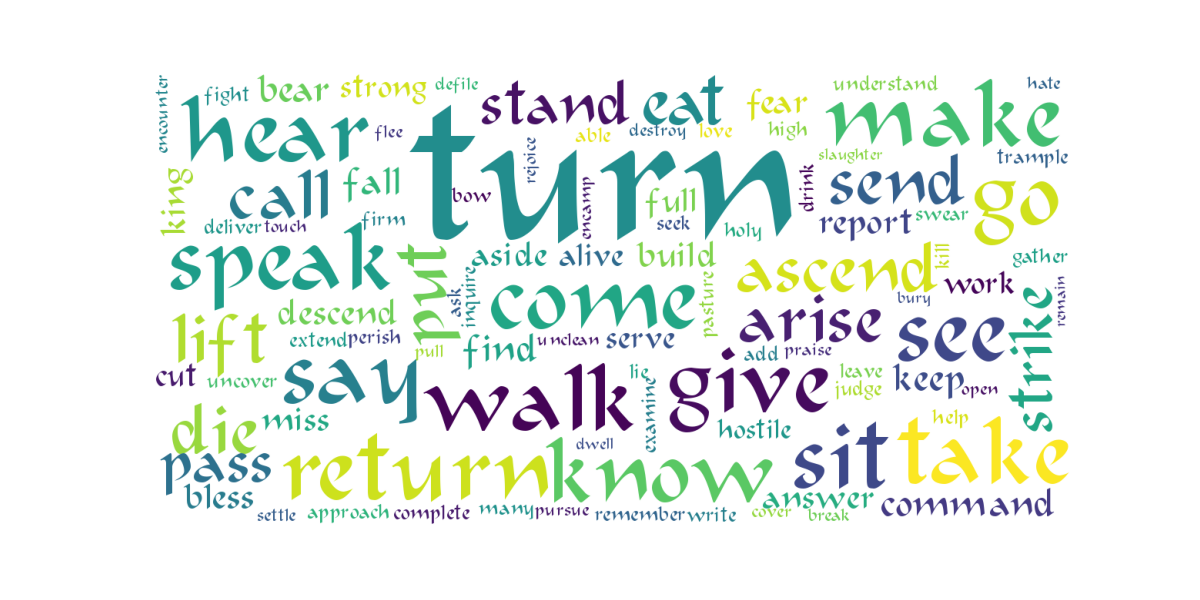 encounter
fight bear strong defile
stand eat fear understand hate
hear flee turn able destroy love high make
rejoice slaughter trample
king call fall bow encamp full drink send go
deliver touch firm seek holy report swear
speak put aside alive build ascend kill gather
ask inquire come pasture work
descend bury remain
lift extend perish find unclean serve arise see strike
pull add praise
cut uncover say walk lie examine give leave judge keep open
die miss hostile help
pass return know dwell sit take
bless answer command
settle approach complete many pursue remember write cover break